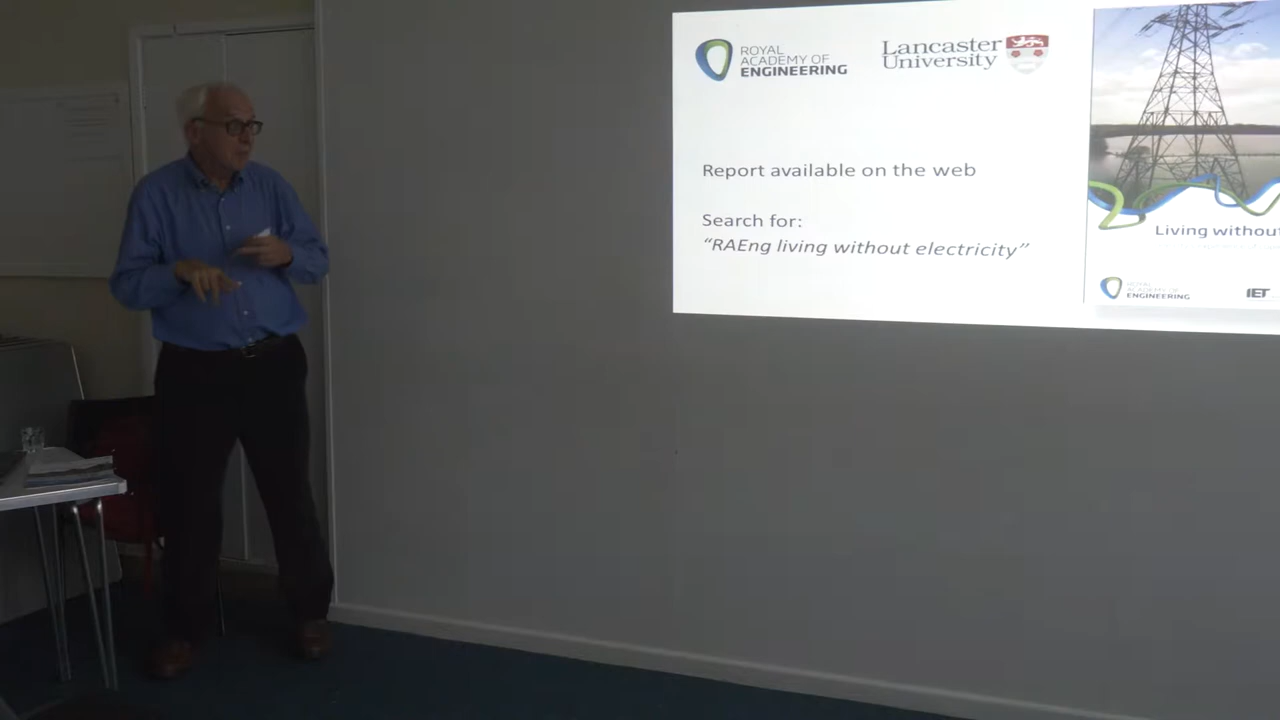 ROYAL
ACADEMY OF
ENGINEERING
Lancaster
University
Report available on the web
Search for:
“RAEng living without electricity”
Living without
ROYAL
ACADEMY OF
ENGINEERING
IET